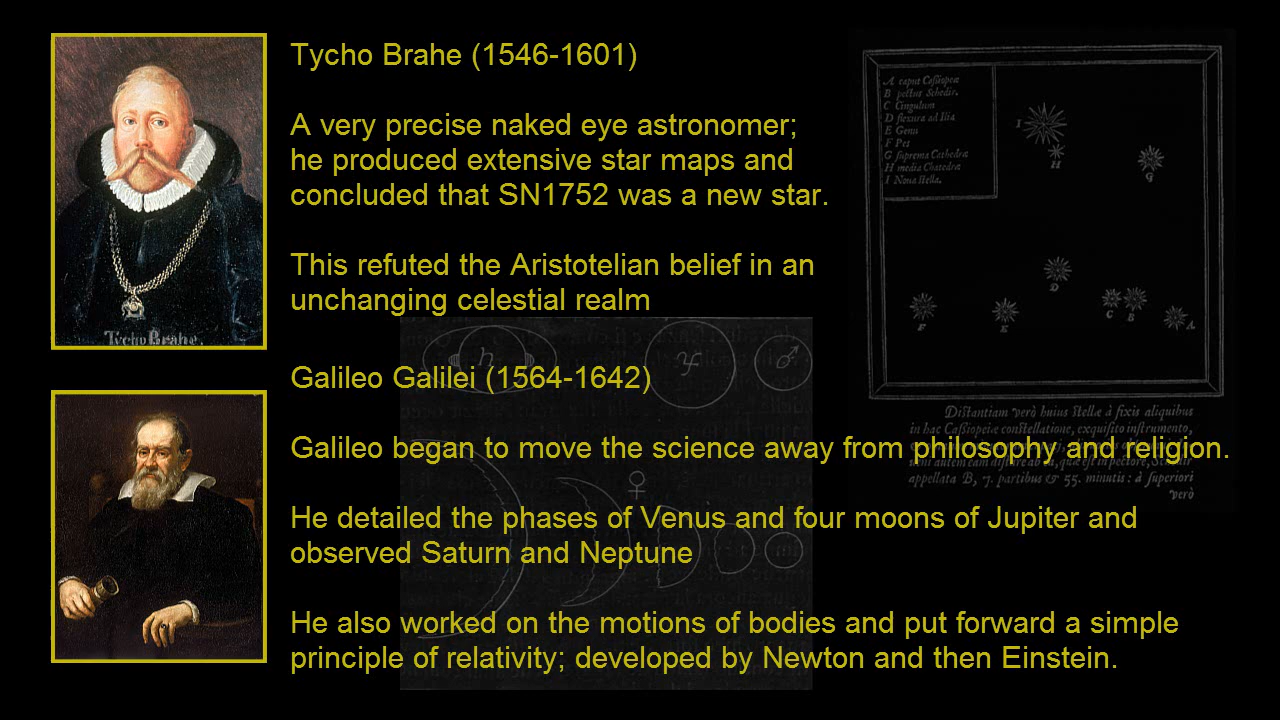 Tycho Brahe (1546-1601)
A very precise naked eye astronomer;
he produced extensive star maps and
concluded that SN1752 was a new star.
This refuted the Aristotelian belief in an
unchanging celestial realm
Tycho Brahe.
Galileo Galilei (1564-1642)
Galileo began to move the science away from philosophy and religion.
He detailed the phases of Venus and four moons of Jupiter and
observed Saturn and Neptune
He also worked on the motions of bodies and put forward a simple
principle of relativity; developed by Newton and then Einstein.
A caput Cassiopeæ
B pectus Schedir.
C Cingulum
D flexura ad Ilia
E Genu
F Pes
G suprema Cathedræ
H media Chatedræ
I Noua stella.
I
H
G
D
F
E
C B
A
Distantiam verò huius stellæ à fixis aliquibus
in hac Cassiopeiæ constellatione, exquisito instrumento,
appellata B, 7. partibus & 55. minutis : à superiori
verò